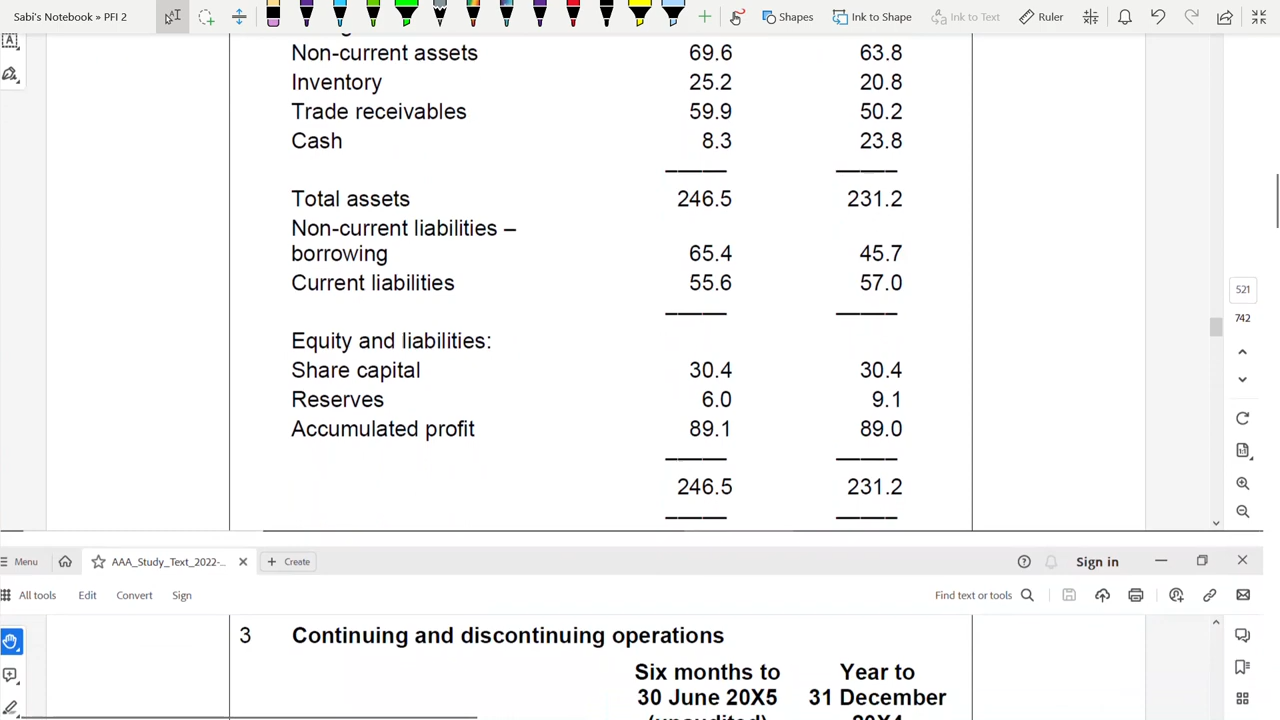 Sabi's Notebook » PFI 2
Shapes
Ink to Shape
Ink to Text
Ruler
Non-current assets 69.6 63.8
Inventory 25.2 20.8
Trade receivables 59.9 50.2
Cash 8.3 23.8
Total assets 246.5 231.2
Non-current liabilities –
borrowing 65.4 45.7
Current liabilities 55.6 57.0
Equity and liabilities:
Share capital 30.4 30.4
Reserves 6.0 9.1
Accumulated profit 89.1 89.0
246.5 231.2
521
742
Menu
AAA_Study_Text_2022-...
Create
Sign in
All tools
Edit
Convert
Sign
Find text or tools
3 Continuing and discontinuing operations
Six months to Year to
30 June 20X5 31 December
(unaudited) 20X4